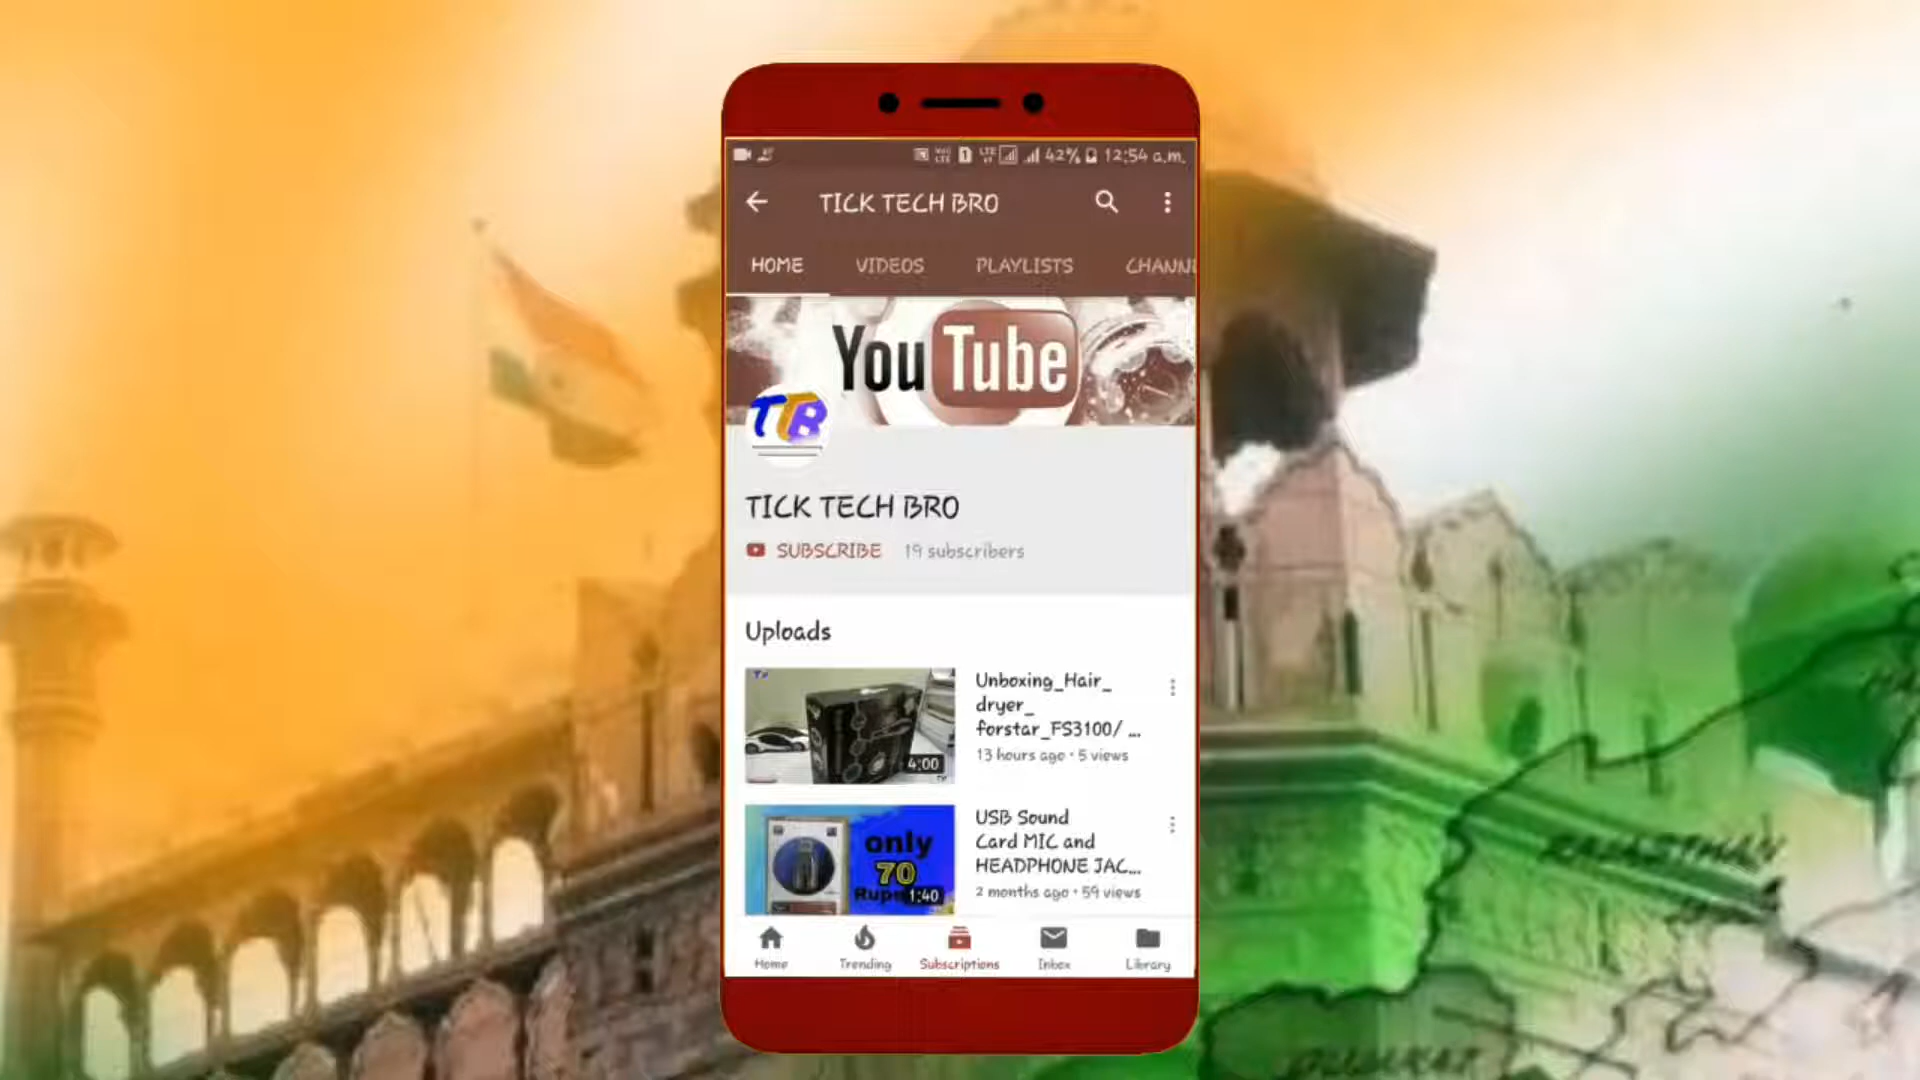 42% 12:54 a.m.
TICK TECH BRO
HOME VIDEOS PLAYLISTS CHANN
YouTube
TTB
TICK TECH BRO
SUBSCRIBE 19 subscribers
Uploads
Unboxing_Hair_
dryer_
forstar_FS3100/ ...
13 hours ago • 5 views
4:00
USB Sound
Card MIC and
HEADPHONE JAC...
2 months ago • 59 views
only
70
1:40
Home Trending Subscriptions Inbox Library
RAJASTHAN